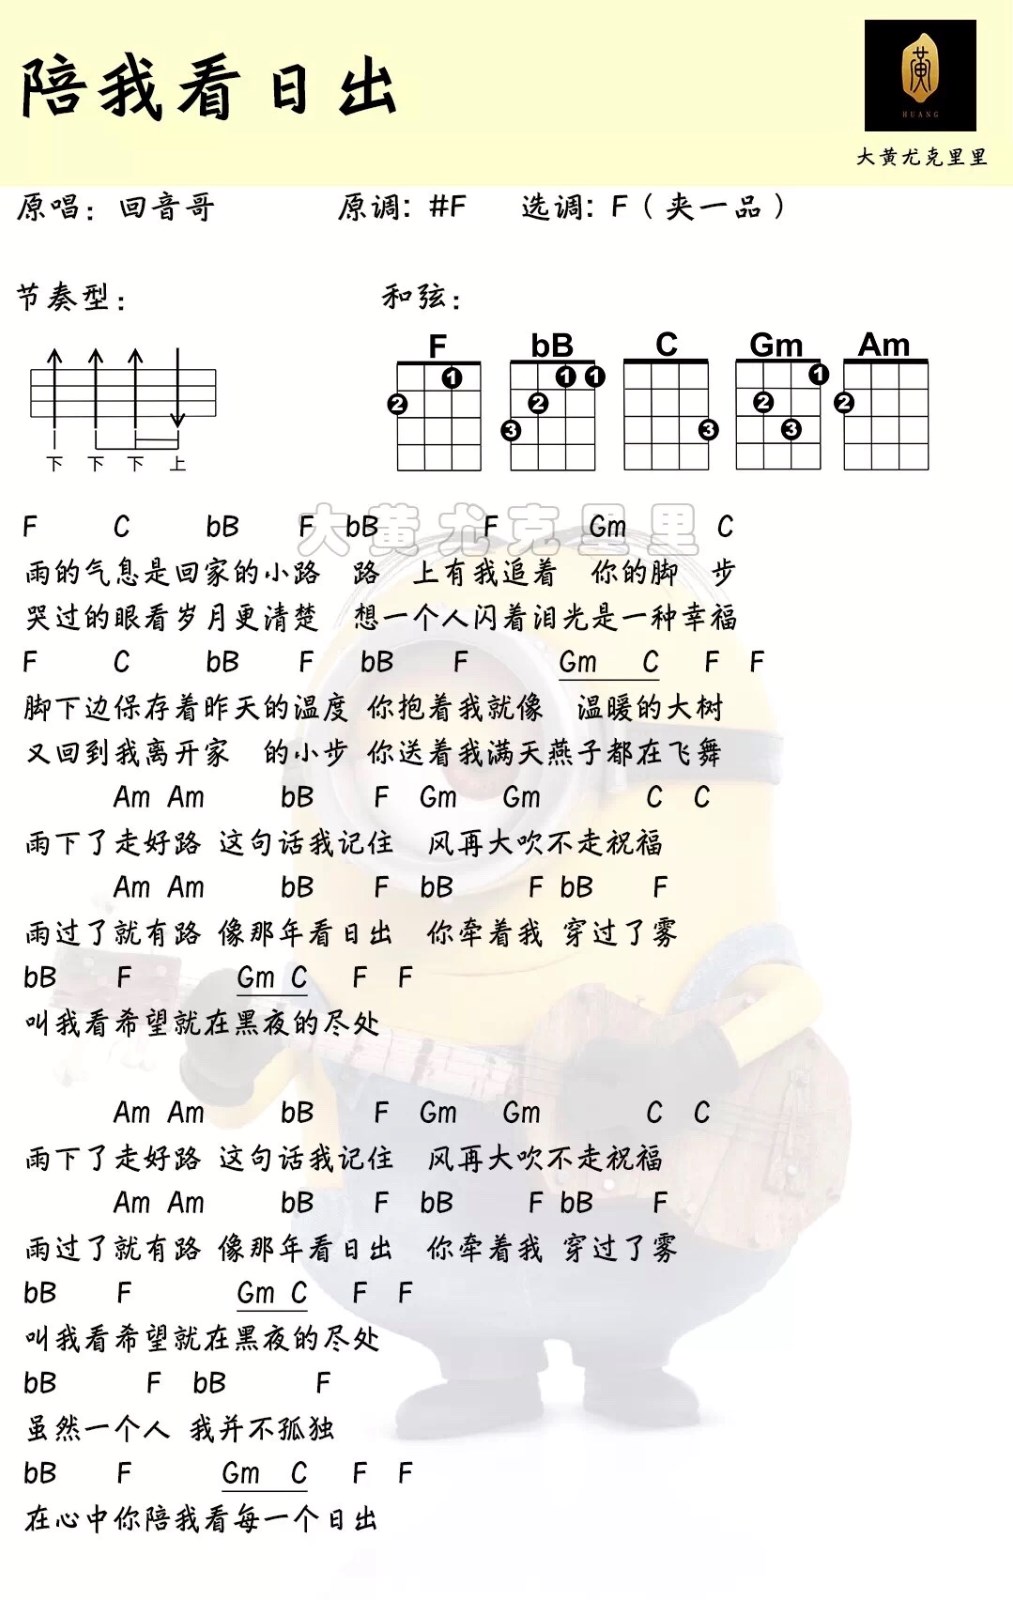 陪我看日出
黄
HUANG
大黄尤克里里
原唱：回音哥 原调: #F 选调: F（夹一品）
节奏型： 和弦：
F bB C Gm Am
1 1 1 1
2 2 2 2
3 3 3
下 下 下 上
大黄尤克里里
F C bB F bB F Gm C
雨的气息是回家的小路 路 上有我追着 你的脚 步
哭过的眼看岁月更清楚 想一个人闪着泪光是一种幸福
F C bB F bB F Gm C F F
脚下边保存着昨天的温度 你抱着我就像 温暖的大树
又回到我离开家 的小步 你送着我满天燕子都在飞舞
Am Am bB F Gm Gm C C
雨下了走好路 这句话我记住 风再大吹不走祝福
Am Am bB F bB F bB F
雨过了就有路 像那年看日出 你牵着我 穿过了雾
bB F Gm C F F
叫我看希望就在黑夜的尽处
Am Am bB F Gm Gm C C
雨下了走好路 这句话我记住 风再大吹不走祝福
Am Am bB F bB F bB F
雨过了就有路 像那年看日出 你牵着我 穿过了雾
bB F Gm C F F
叫我看希望就在黑夜的尽处
bB F bB F
虽然一个人 我并不孤独
bB F Gm C F F
在心中你陪我看每一个日出